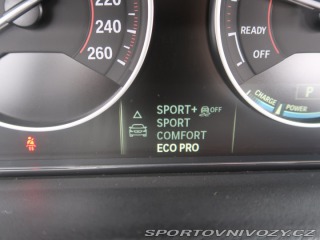 220
240
260
READY
OFF
CHARGE
POWER
P
SPORT+ OFF
SPORT
COMFORT
ECO PRO
SPORTOVNIVOZY.CZ